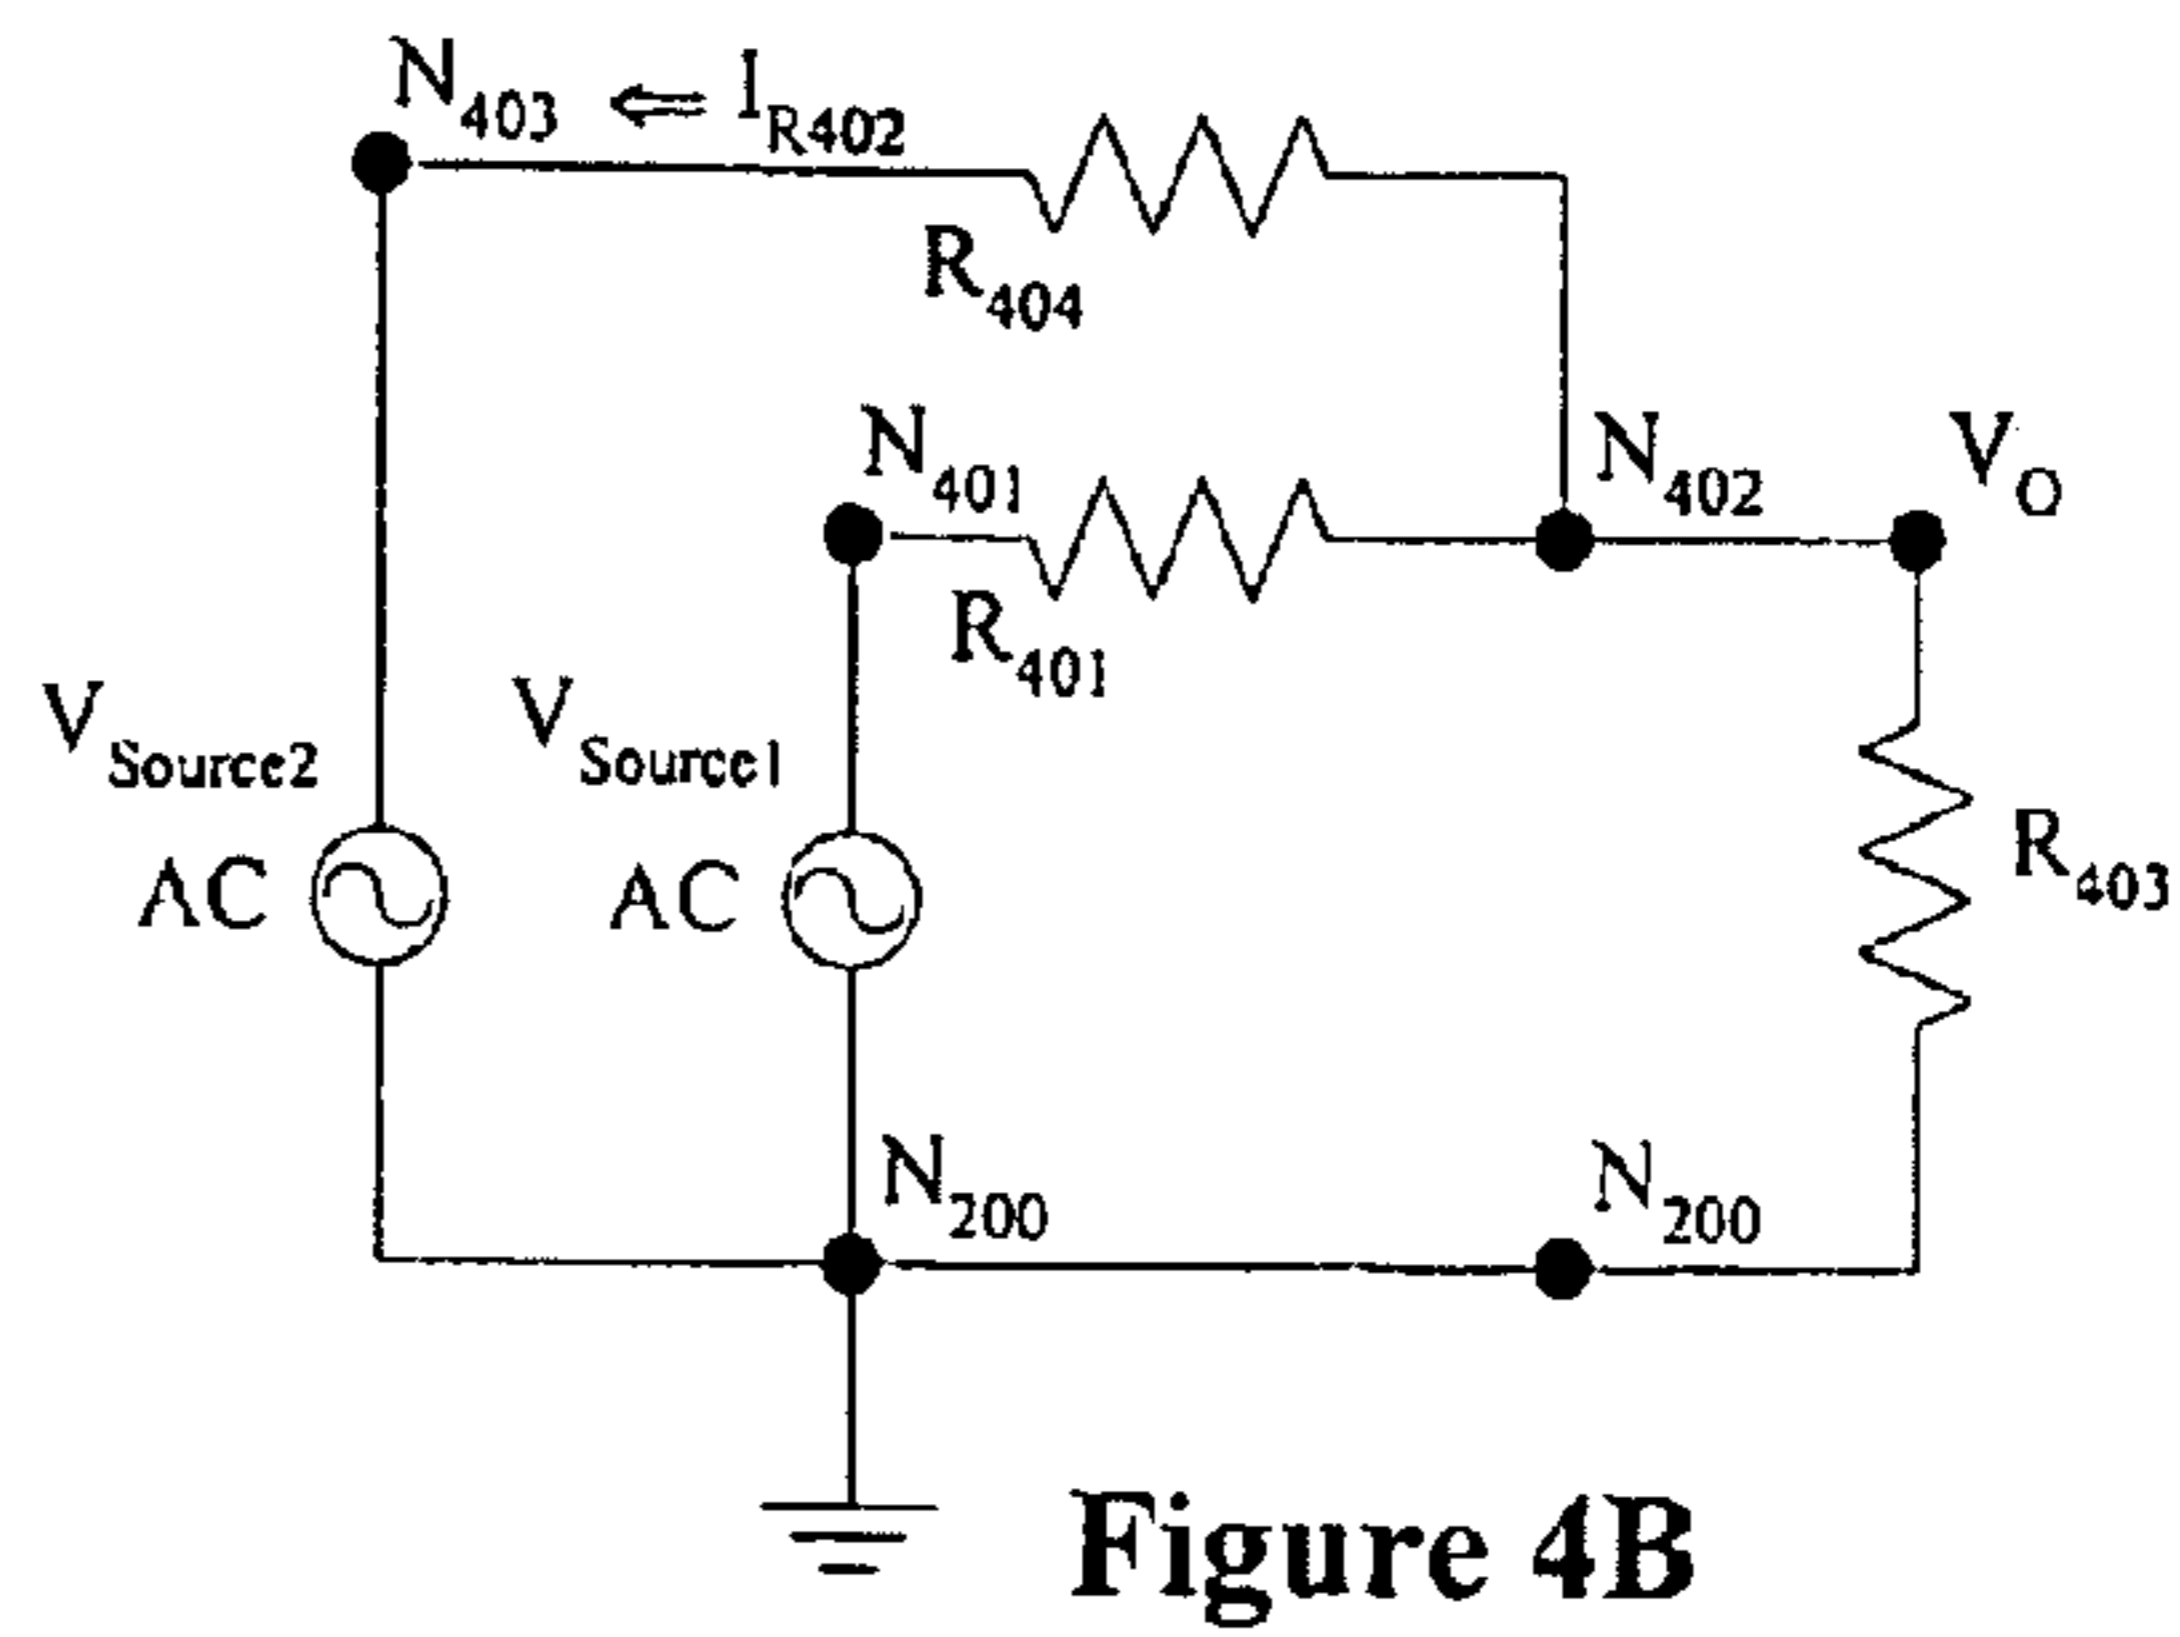 N403 ⇐ IR402
R404
N401
N402
VO
R401
VSource2
VSource1
AC
AC
R403
N200
N200
Figure 4B